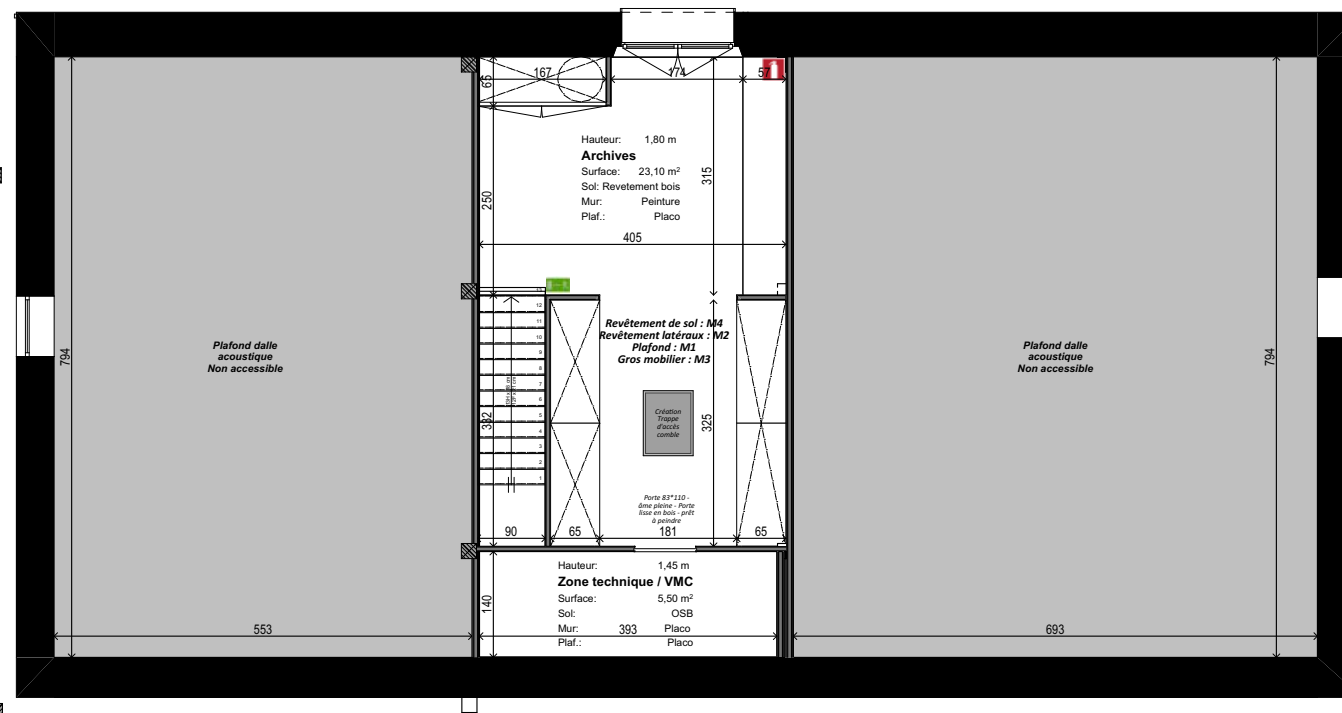 65
167
174
57
Hauteur: 1,80 m
Archives
Surface: 23,10 m²
Sol: Revetement bois
Mur: Peinture
Plaf.: Placo
250
315
405
12
11
10
9
8
7
6
5
4
3
2
1
Revêtement de sol : M4
Revêtement latéraux : M2
Plafond : M1
Gros mobilier : M3
Plafond dalle
acoustique
Non accessible
794
Plafond dalle
acoustique
Non accessible
794
332
Création
Trappe
d'accès
comble
325
Porte 83*110 -
âme pleine - Porte
lisse en bois - prêt
à peindre
90
65
181
65
Hauteur: 1,45 m
Zone technique / VMC
Surface: 5,50 m²
Sol: OSB
Mur: Placo
Plaf.: Placo
140
393
553
693